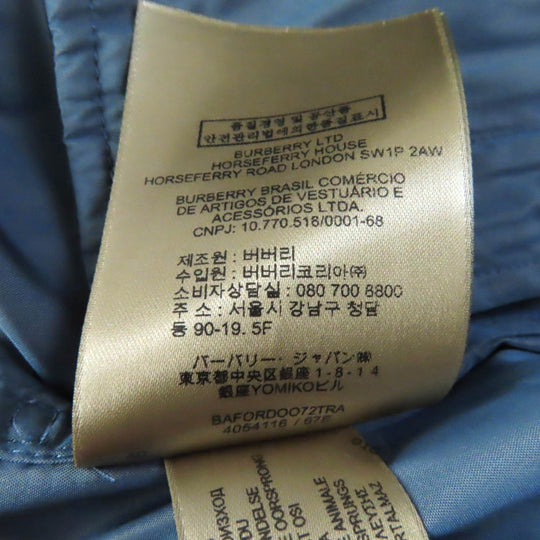 품질경영 및 공산품
안전관리법에의한품질표시
BURBERRY LTD
HORSEFERRY HOUSE
HORSEFERRY ROAD LONDON SW1P 2AW
BURBERRY BRASIL COMÉRCIO
DE ARTIGOS DE VESTUÁRIO E
ACESSÓRIOS LTDA.
CNPJ: 10.770.518/0001-68
제조원 : 버버리
수입원 : 버버리코리아(주)
소비자상담실 : 080 700 8800
주 소 : 서울시 강남구 청담
동 90-19. 5F
バーバリー・ジャパン㈱
東京都中央区銀座1-8-14
銀座YOMIKOビル
BAFORDOO72TRA
4054116 / 67F